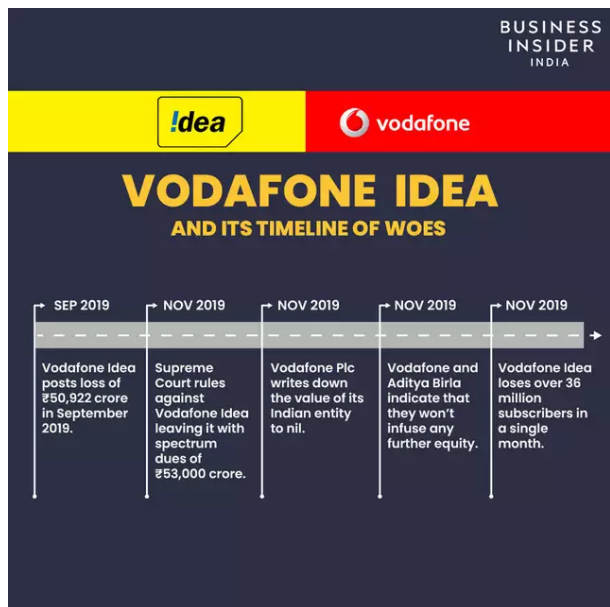 BUSINESS
INSIDER
INDIA
!dea
vodafone
VODAFONE IDEA
AND ITS TIMELINE OF WOES
SEP 2019
Vodafone Idea
posts loss of
₹50,922 crore
in September
2019.
NOV 2019
Supreme
Court rules
against
Vodafone Idea
leaving it with
spectrum
dues of
₹53,000 crore.
NOV 2019
Vodafone Plc
writes down
the value of its
Indian entity
to nil.
NOV 2019
Vodafone and
Aditya Birla
indicate that
they won't
infuse any
further equity.
NOV 2019
Vodafone Idea
loses over 36
million
subscribers in
a single
month.